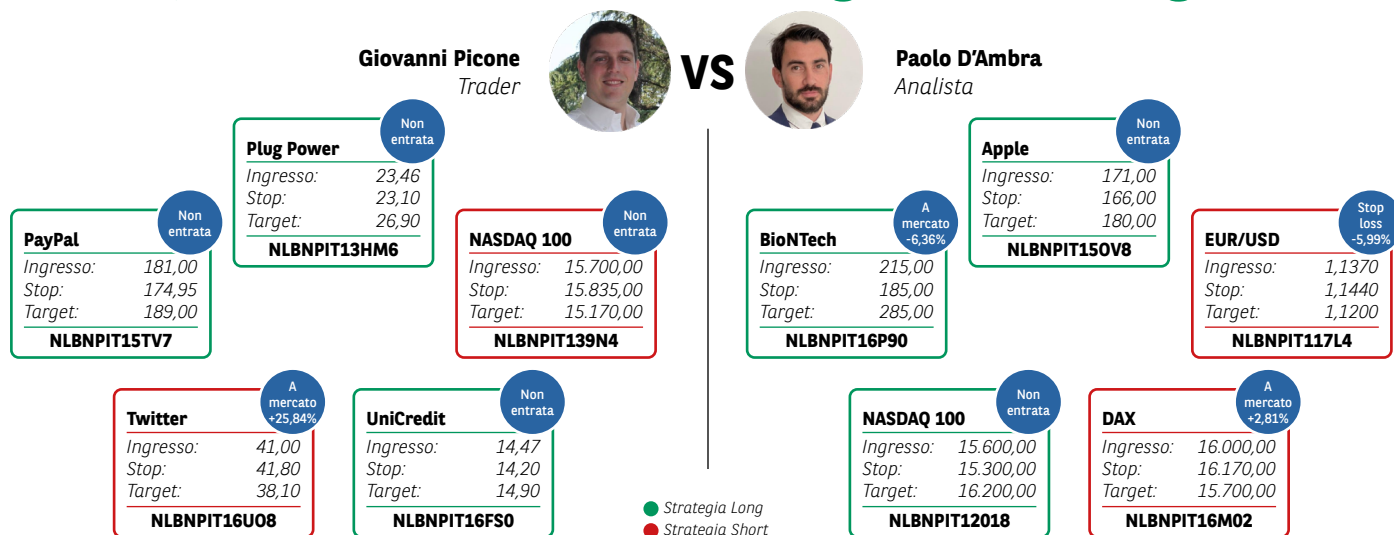 Giovanni Picone
Trader
VS
Paolo D'Ambra
Analista
Non
entrata
Plug Power
Ingresso: 23,46
Stop: 23,10
Target: 26,90
NLBNPIT13HM6
Non
entrata
PayPal
Ingresso: 181,00
Stop: 174,95
Target: 189,00
NLBNPIT15TV7
Non
entrata
NASDAQ 100
Ingresso: 15.700,00
Stop: 15.835,00
Target: 15.170,00
NLBNPIT139N4
A
mercato
+25,84%
Twitter
Ingresso: 41,00
Stop: 41,80
Target: 38,10
NLBNPIT16UO8
Non
entrata
UniCredit
Ingresso: 14,47
Stop: 14,20
Target: 14,90
NLBNPIT16FS0
Non
entrata
Apple
Ingresso: 171,00
Stop: 166,00
Target: 180,00
NLBNPIT15OV8
A
mercato
-6,36%
BioNTech
Ingresso: 215,00
Stop: 185,00
Target: 285,00
NLBNPIT16P90
Stop
loss
-5,99%
EUR/USD
Ingresso: 1,1370
Stop: 1,1440
Target: 1,1200
NLBNPIT117L4
Non
entrata
NASDAQ 100
Ingresso: 15.600,00
Stop: 15.300,00
Target: 16.200,00
NLBNPIT12018
A
mercato
+2,81%
DAX
Ingresso: 16.000,00
Stop: 16.170,00
Target: 15.700,00
NLBNPIT16M02
Strategia Long
Strategia Short